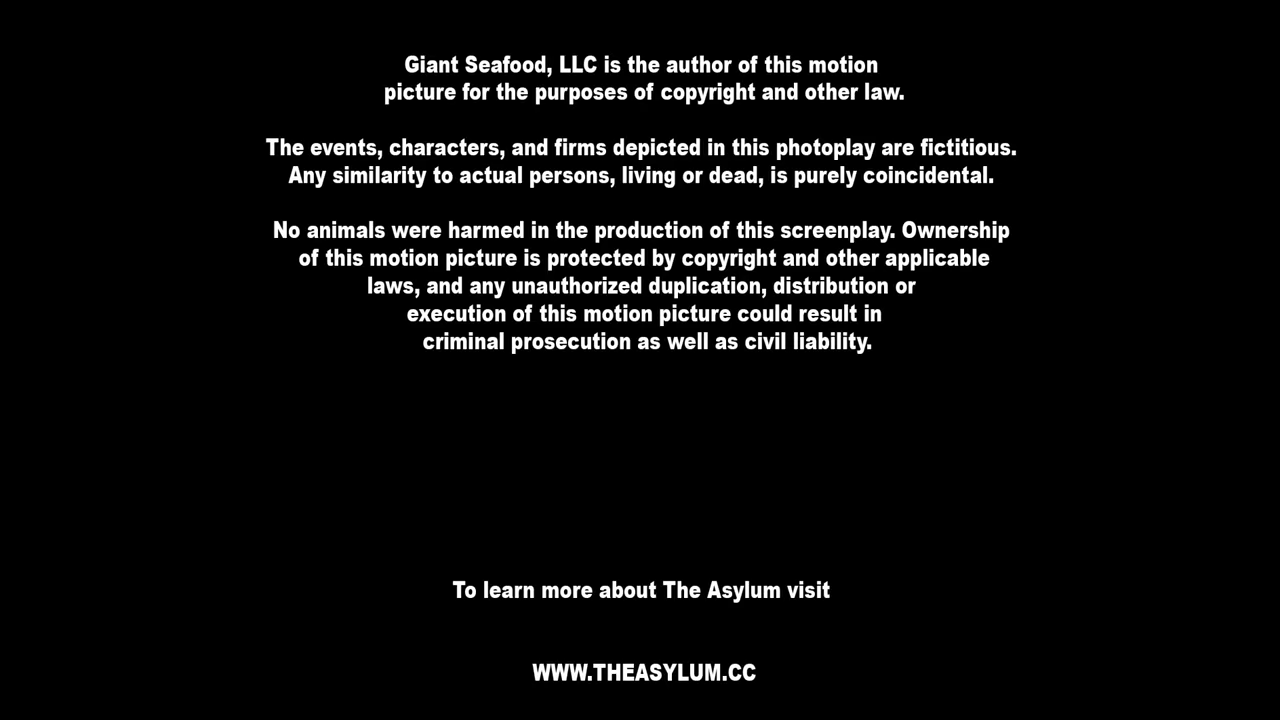 Giant Seafood, LLC is the author of this motion
picture for the purposes of copyright and other law.
The events, characters, and firms depicted in this photoplay are fictitious.
Any similarity to actual persons, living or dead, is purely coincidental.
No animals were harmed in the production of this screenplay. Ownership
of this motion picture is protected by copyright and other applicable
laws, and any unauthorized duplication, distribution or
execution of this motion picture could result in
criminal prosecution as well as civil liability.
To learn more about The Asylum visit
WWW.THEASYLUM.CC